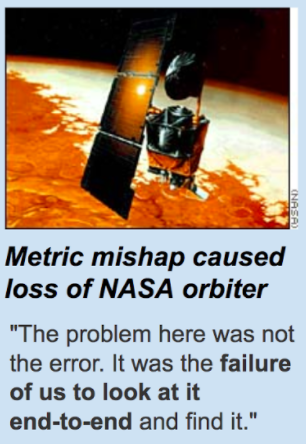 (NASA)
Metric mishap caused
loss of NASA orbiter
"The problem here was not
the error. It was the failure
of us to look at it
end-to-end and find it."